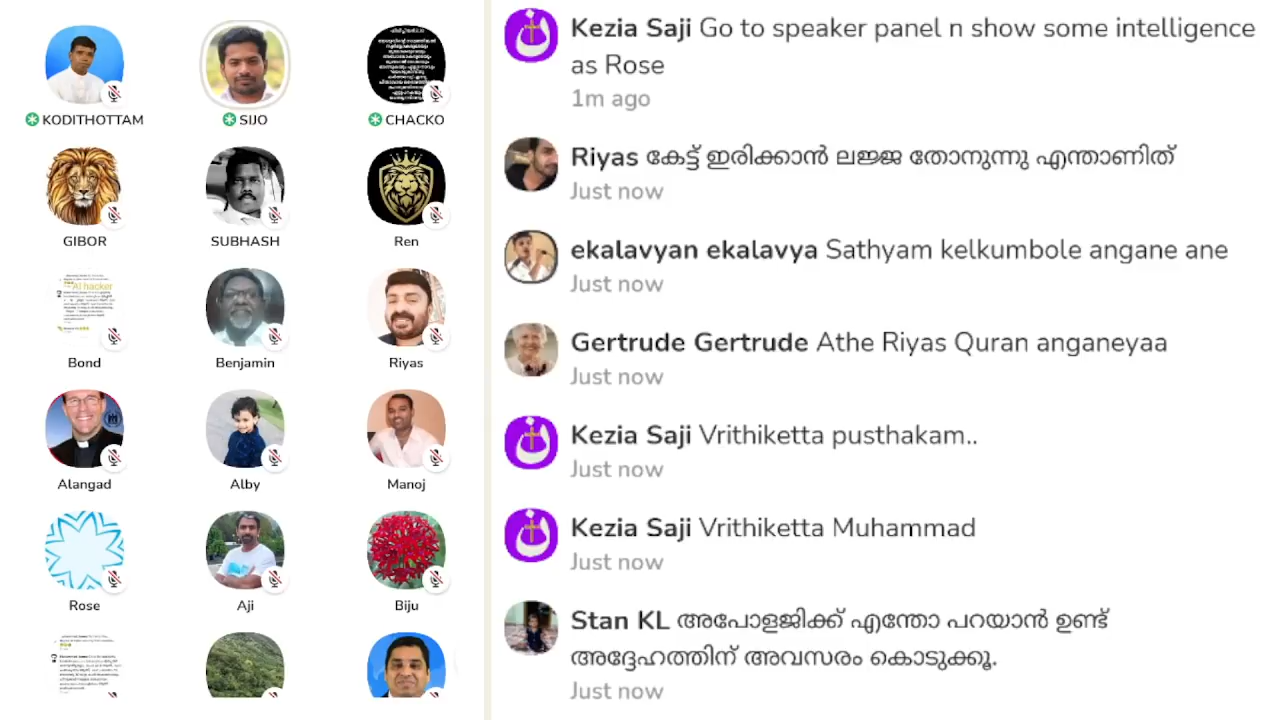 KODITHOTTAM
SIJO
CHACKO
GIBOR
SUBHASH
Ren
AI hacker
Bond
Benjamin
Riyas
Alangad
Alby
Manoj
Rose
Aji
Biju
Kezia Saji Go to speaker panel n show some intelligence
as Rose
1m ago
Riyas കേട്ട് ഇരിക്കാൻ ലജ്ജ തോനുന്നു എന്താണിത്
Just now
ekalavyan ekalavya Sathyam kelkumbole angane ane
Just now
Gertrude Gertrude Athe Riyas Quran anganeyaa
Just now
Kezia Saji Vrithiketta pusthakam..
Just now
Kezia Saji Vrithiketta Muhammad
Just now
Stan KL അപോളജിക്ക് എന്തോ പറയാൻ ഉണ്ട്
അദ്ദേഹത്തിന് അവസരം കൊടുക്കൂ.
Just now